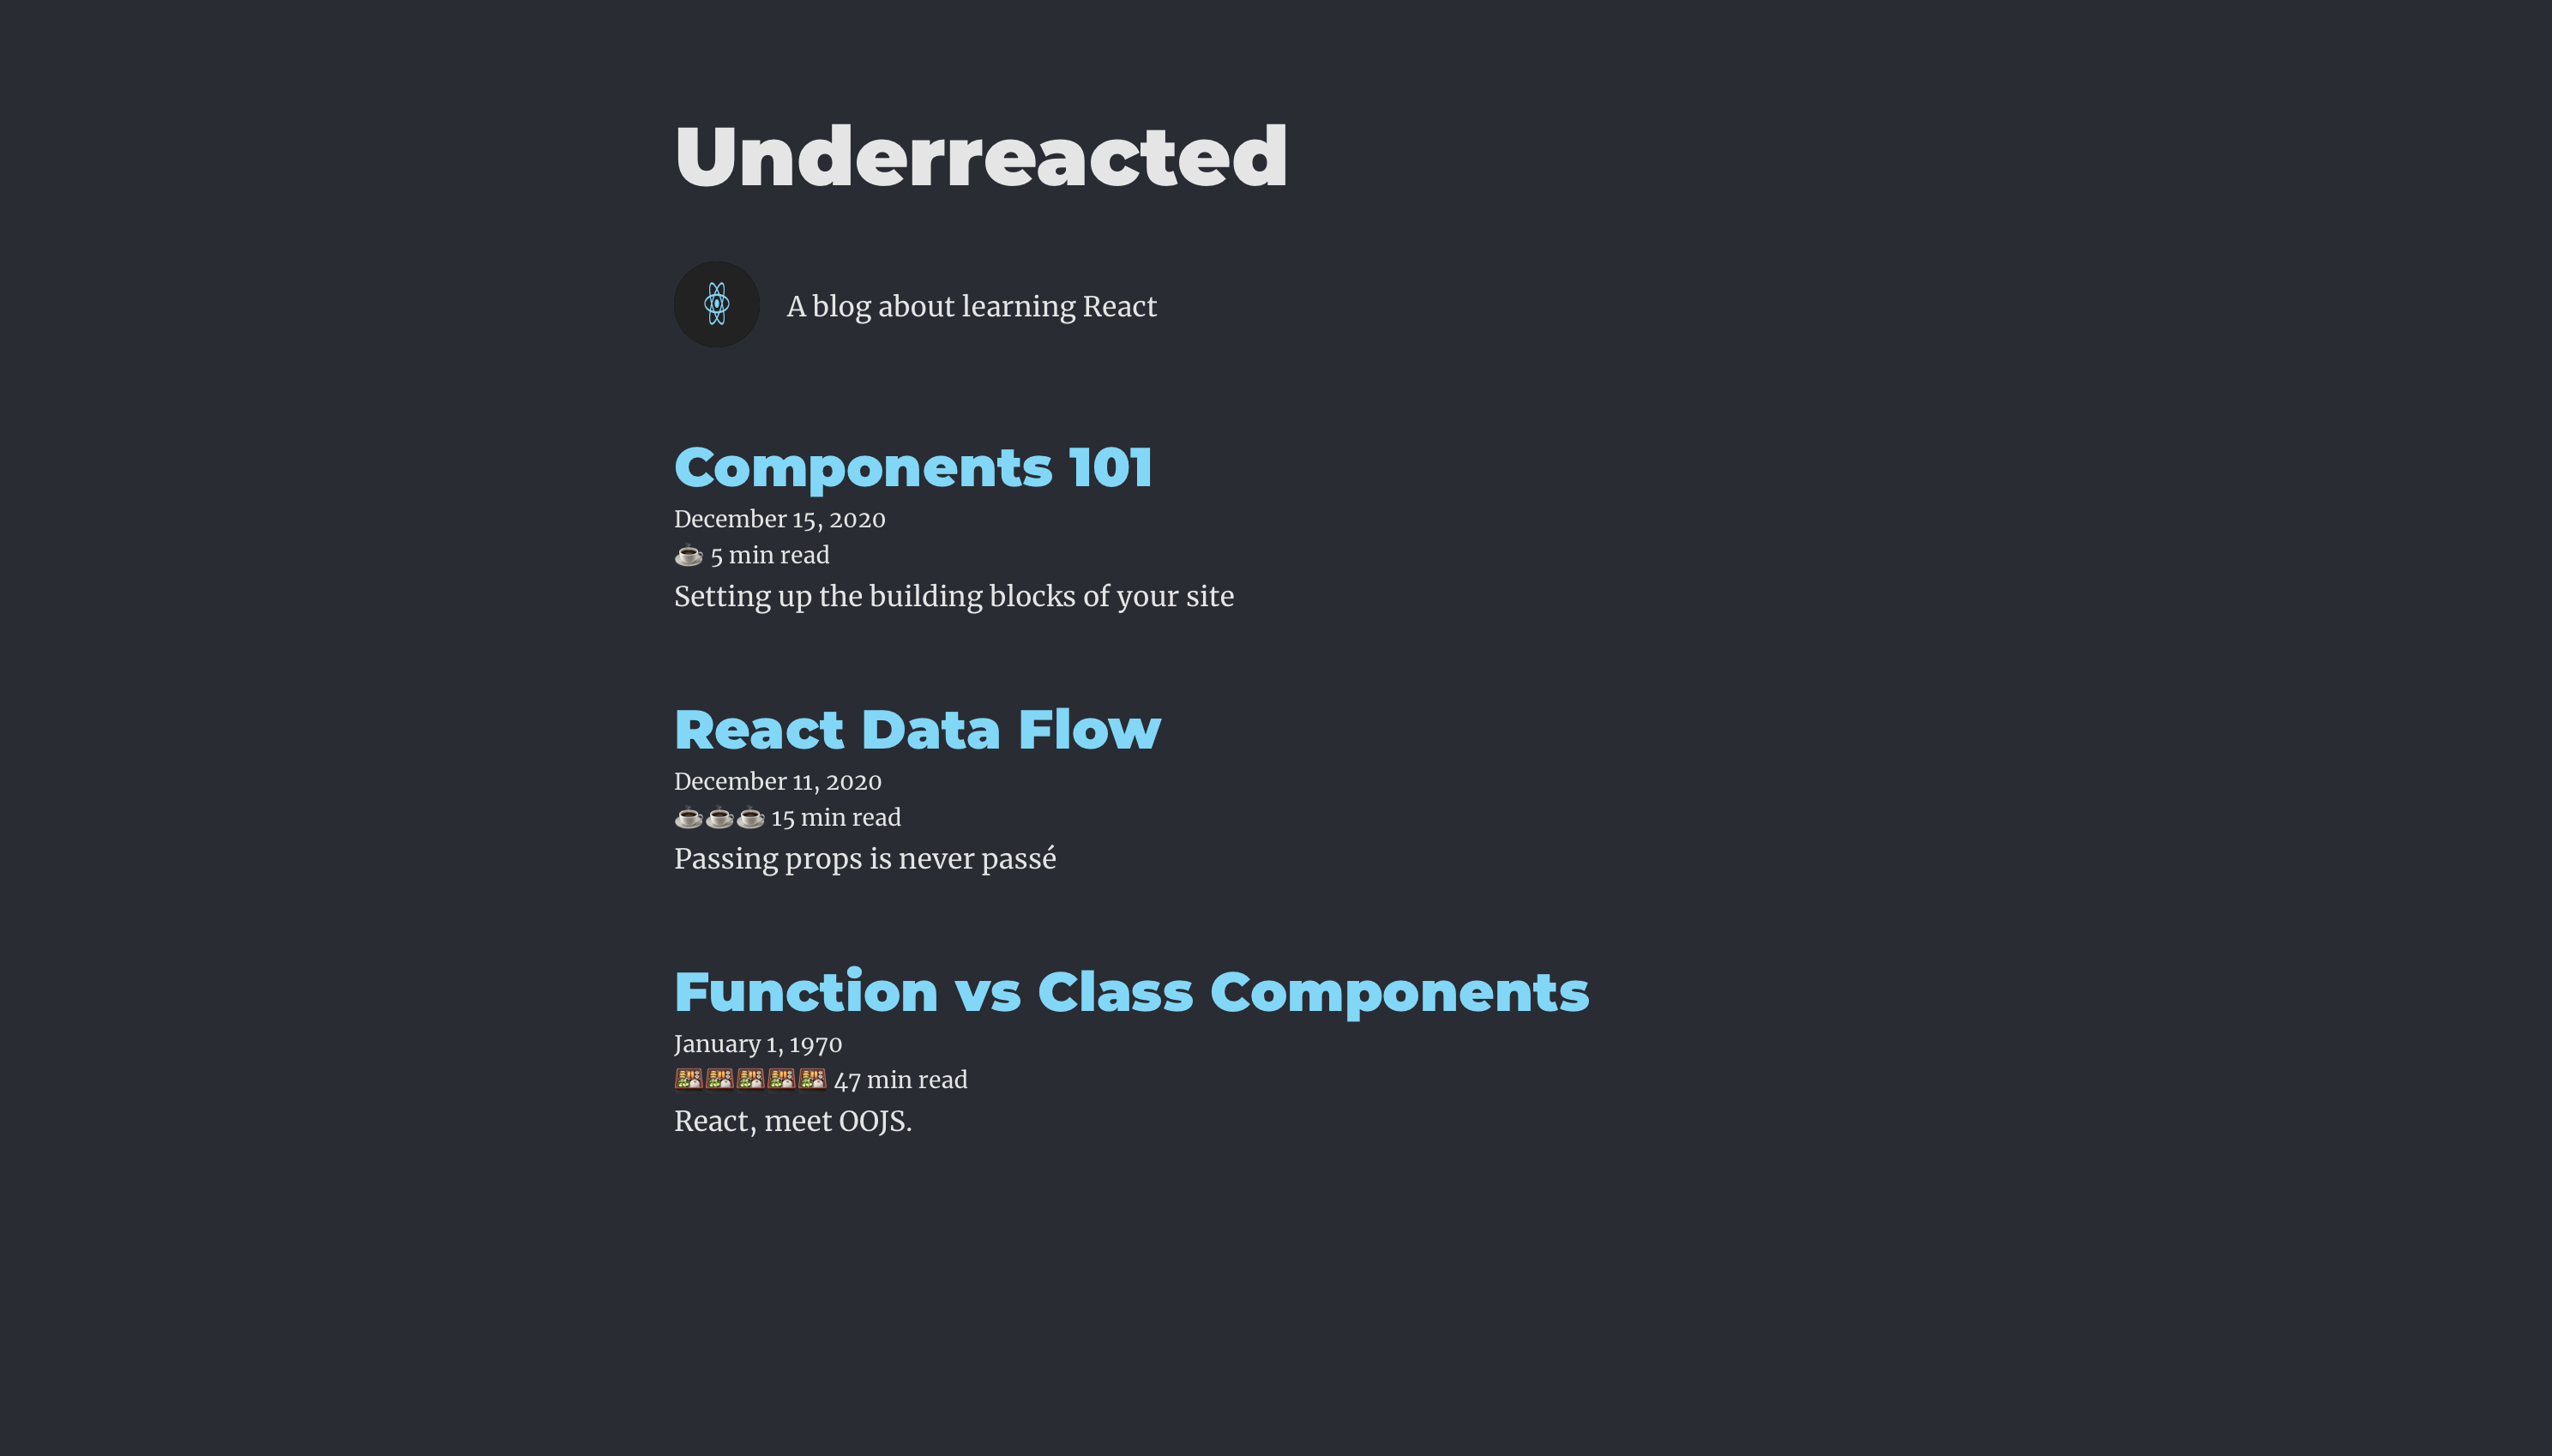 Underreacted
A blog about learning React
Components 101
December 15, 2020
☕ 5 min read
Setting up the building blocks of your site
React Data Flow
December 11, 2020
☕☕☕ 15 min read
Passing props is never passé
Function vs Class Components
January 1, 1970
🍱🍱🍱🍱🍱 47 min read
React, meet OOJS.